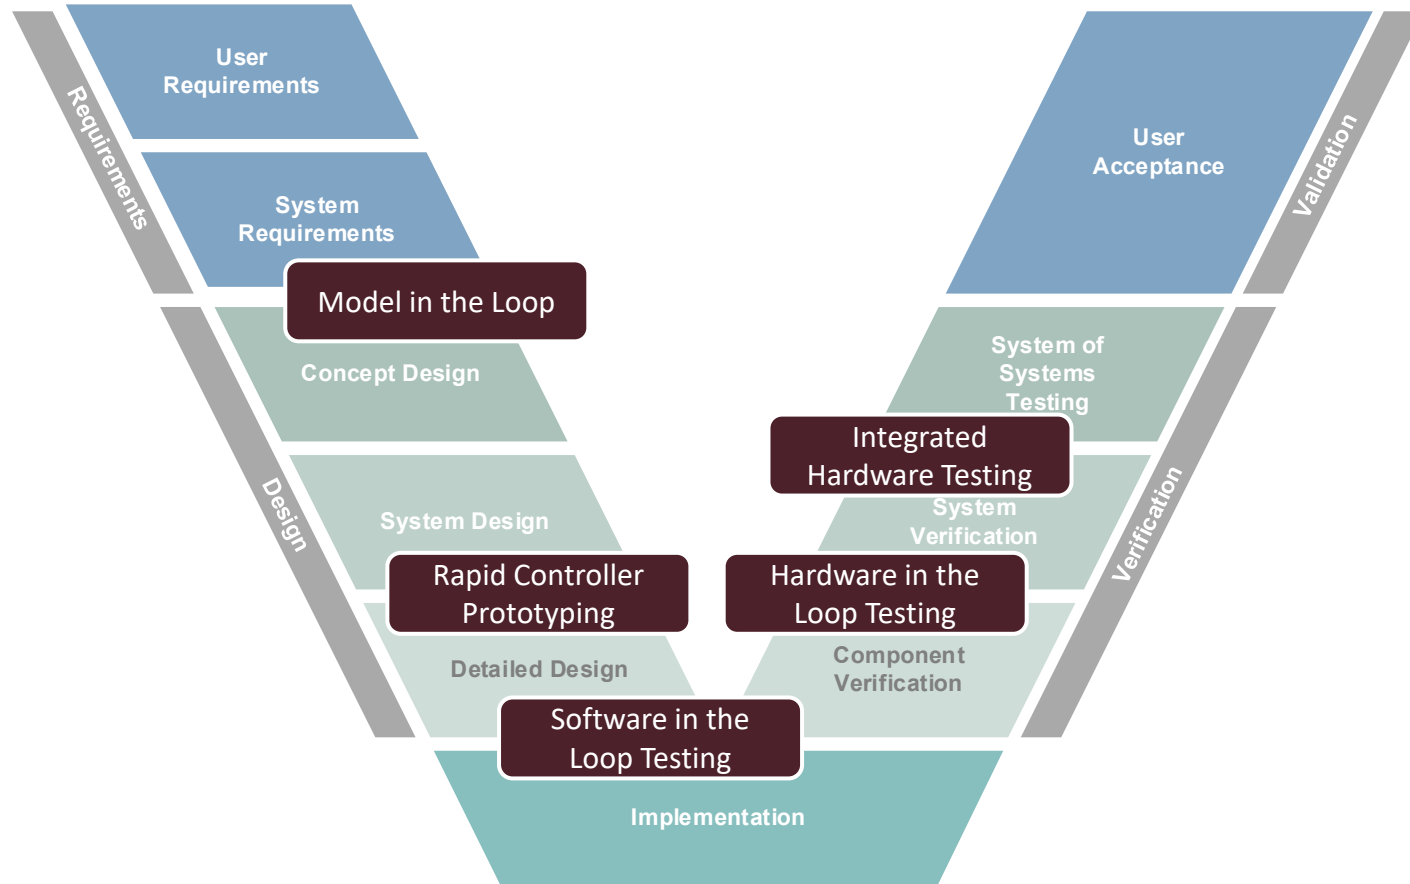 User
Requirements
Requirements
System
Requirements
Model in the Loop
Concept Design
Design
System Design
Rapid Controller
Prototyping
Detailed Design
Software in the
Loop Testing
Implementation
User
Acceptance
Validation
System of
Systems
Testing
Integrated
Hardware Testing
System
Verification
Verification
Hardware in the
Loop Testing
Component
Verification